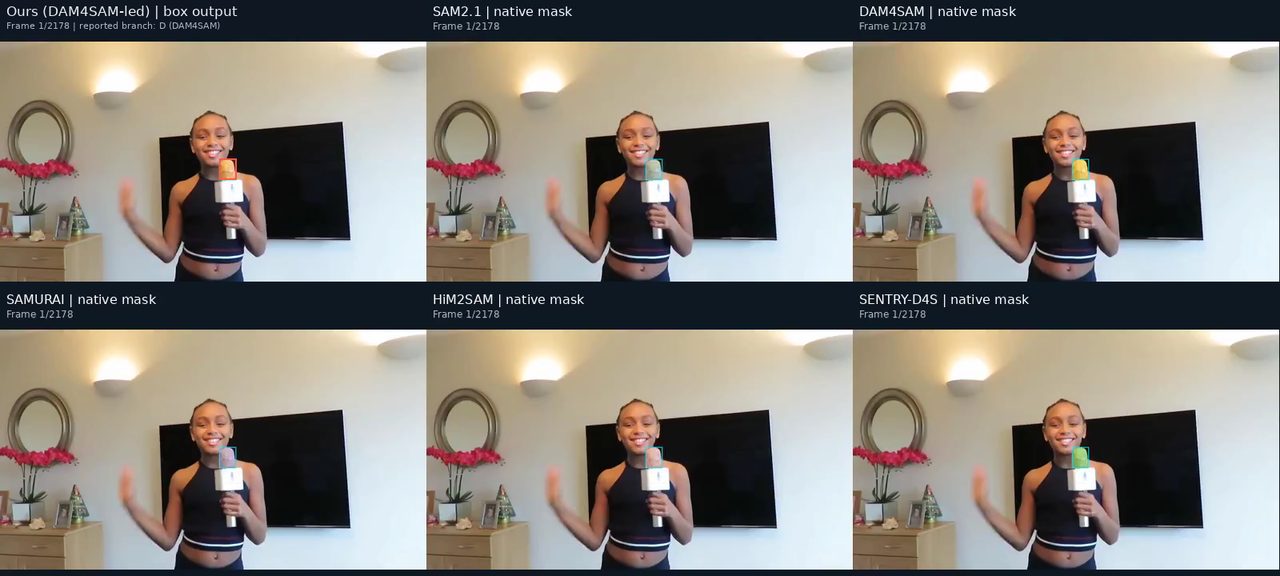 Ours (DAM4SAM-led) | box output
Frame 1/2178 | reported branch: D (DAM4SAM)
SAM2.1 | native mask
Frame 1/2178
DAM4SAM | native mask
Frame 1/2178
SAMURAI | native mask
Frame 1/2178
HiM2SAM | native mask
Frame 1/2178
SENTRY-D4S | native mask
Frame 1/2178